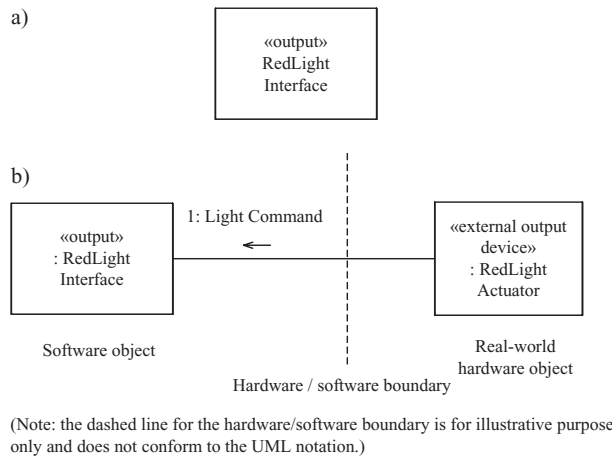 a)
«output»
RedLight
Interface
b)
«output»
: RedLight
Interface
1: Light Command
«external output
device»
: RedLight
Actuator
Software object
Real-world
hardware object
Hardware / software boundary
(Note: the dashed line for the hardware/software boundary is for illustrative purposes
only and does not conform to the UML notation.)